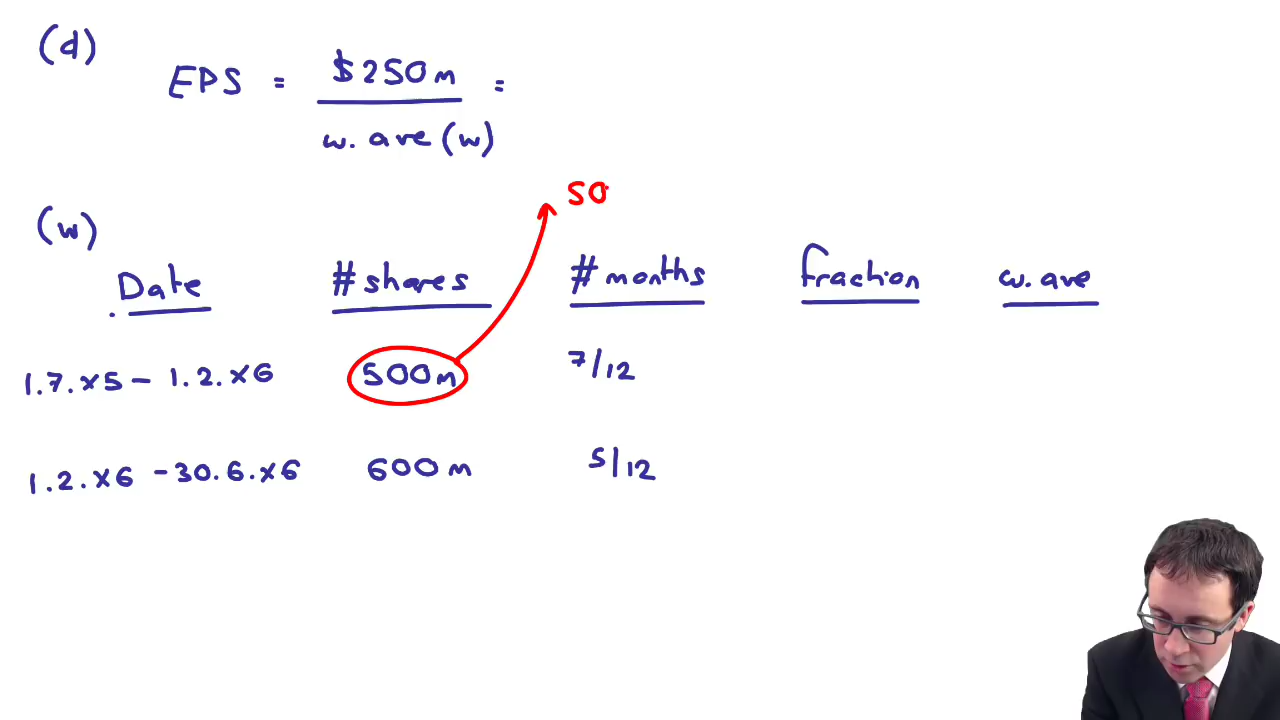 (d)
EPS = $250m =
w. ave (w)
50
(w)
Date # shares # months fraction w. ave
1.7.x5 – 1.2.x6 500m 7/12
1.2.x6 – 30.6.x6 600m 5/12